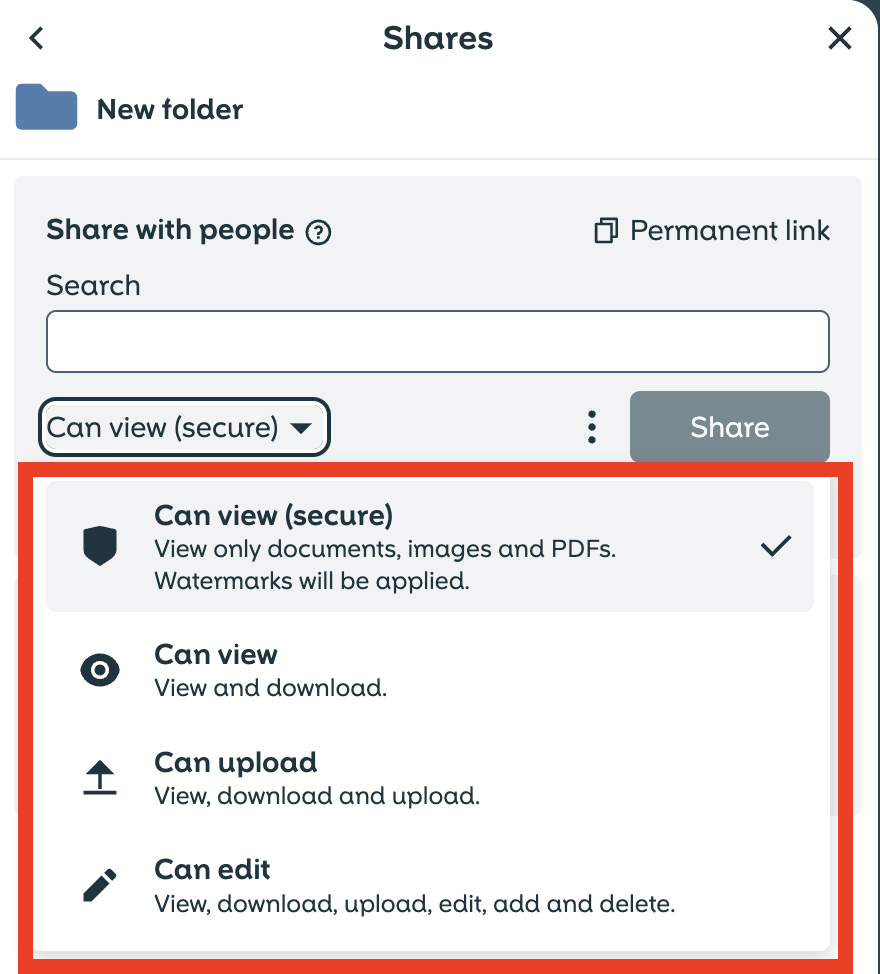 Shares
New folder
Share with people
Permanent link
Search
Can view (secure)
Share
Can view (secure)
View only documents, images and PDFs.
Watermarks will be applied.
Can view
View and download.
Can upload
View, download and upload.
Can edit
View, download, upload, edit, add and delete.